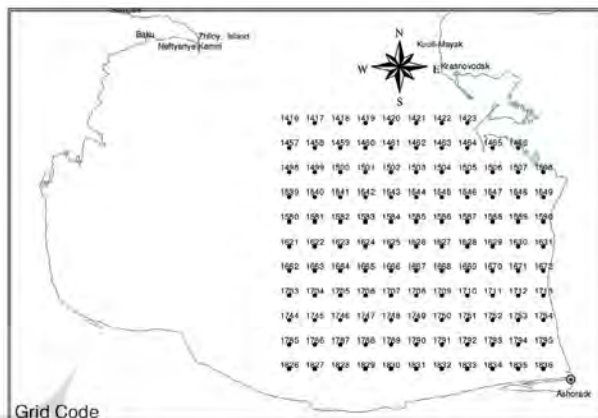 Baku
Zhiloy Island
Neftyanye Kamni
N
Kuuli-Mayak
W
E
Krasnovodsk
S
1416 1417 1418 1419 1420 1421 1422 1423
1457 1458 1459 1460 1461 1462 1463 1464 1465 1466
1498 1499 1500 1501 1502 1503 1504 1505 1506 1507 1508
1539 1540 1541 1542 1543 1544 1545 1546 1547 1548 1549
1580 1581 1582 1583 1584 1585 1586 1587 1588 1589 1590
1621 1622 1623 1624 1625 1626 1627 1628 1629 1630 1631
1662 1663 1664 1665 1666 1667 1668 1669 1670 1671 1672
1703 1704 1705 1706 1707 1708 1709 1710 1711 1712 1713
1744 1745 1746 1747 1748 1749 1750 1751 1752 1753 1754
1785 1786 1787 1788 1789 1790 1791 1792 1793 1794 1795
1826 1827 1828 1829 1830 1831 1832 1833 1834 1835 1836
Ashorade
Grid Code